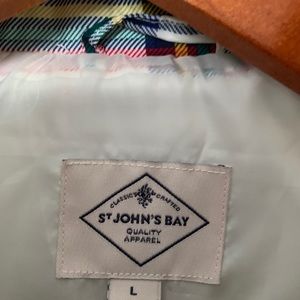 CLASSIC CRAFTED
ST JOHN'S BAY
QUALITY
APPAREL
L